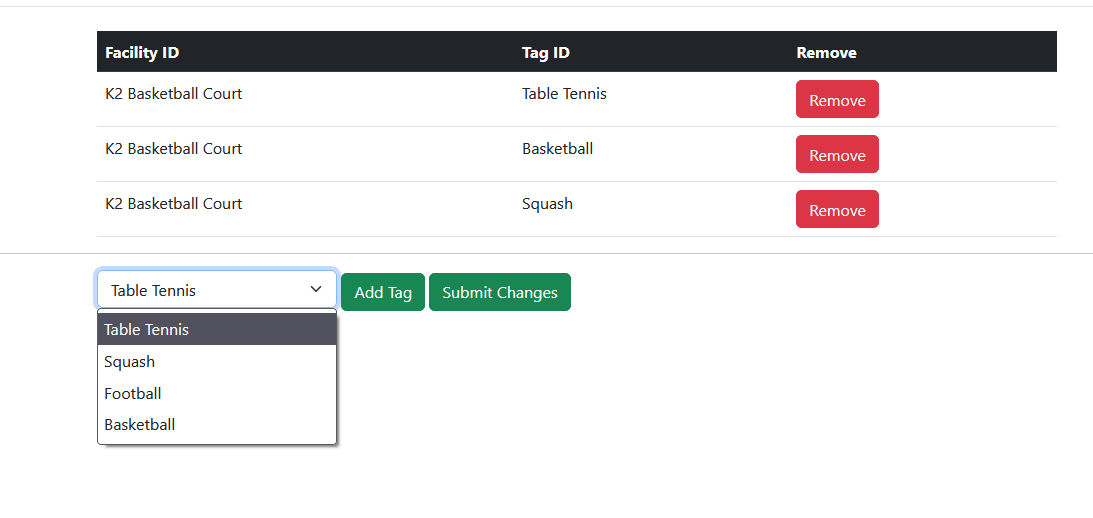 Facility ID Tag ID Remove
K2 Basketball Court Table Tennis Remove
K2 Basketball Court Basketball Remove
K2 Basketball Court Squash Remove
Table Tennis Add Tag Submit Changes
Table Tennis
Squash
Football
Basketball